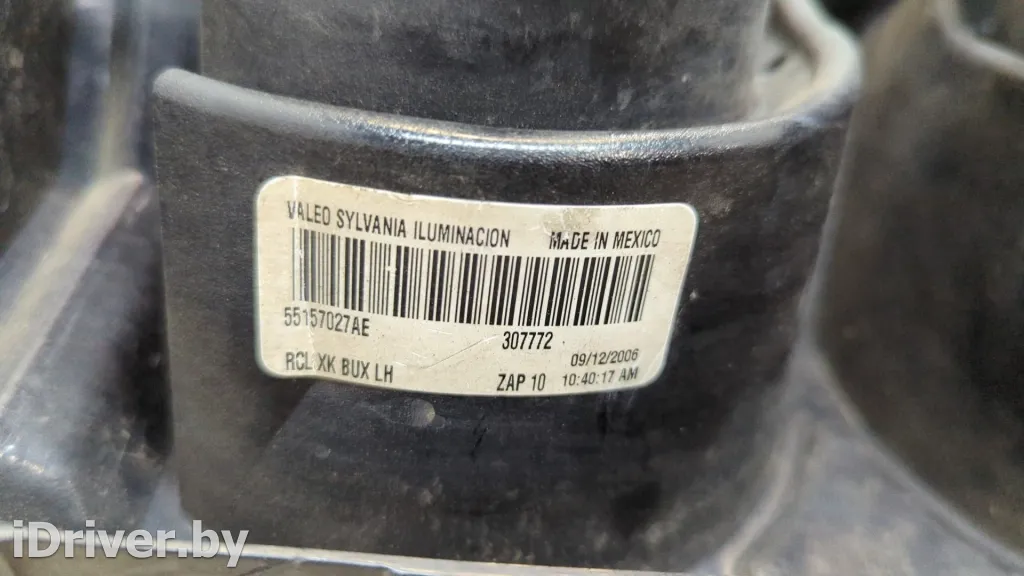 VALEO SYLVANIA ILUMINACION MADE IN MEXICO
55157027AE 307772
09/12/2006
RCL XK BUX LH ZAP 10 10:40:17 AM
iDriver.by